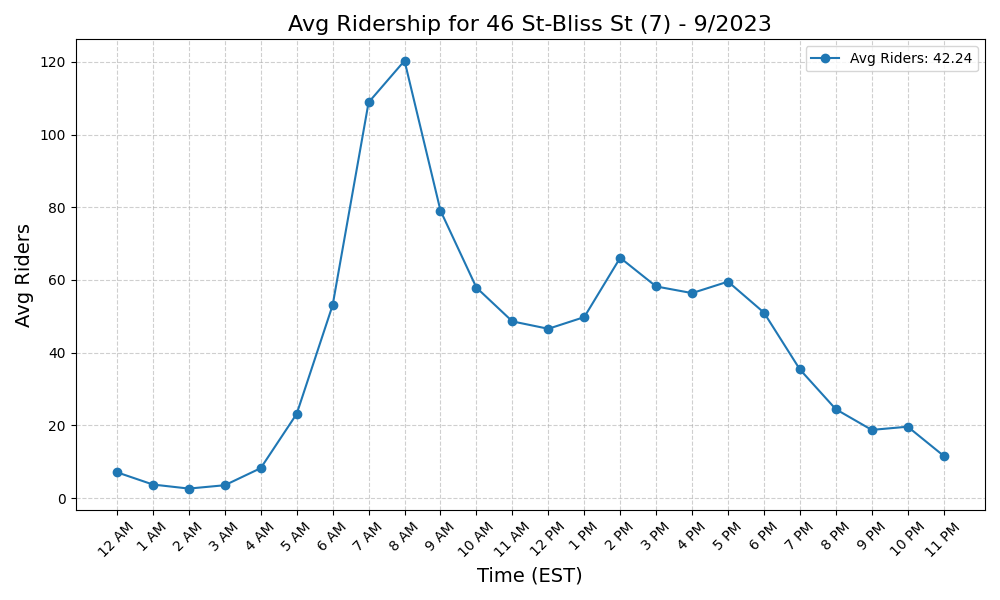 Avg Ridership for 46 St-Bliss St (7) - 9/2023
Avg Riders: 42.24
Avg Riders
120
100
80
60
40
20
0
12 AM 1 AM 2 AM 3 AM 4 AM 5 AM 6 AM 7 AM 8 AM 9 AM 10 AM 11 AM 12 PM 1 PM 2 PM 3 PM 4 PM 5 PM 6 PM 7 PM 8 PM 9 PM 10 PM 11 PM
Time (EST)